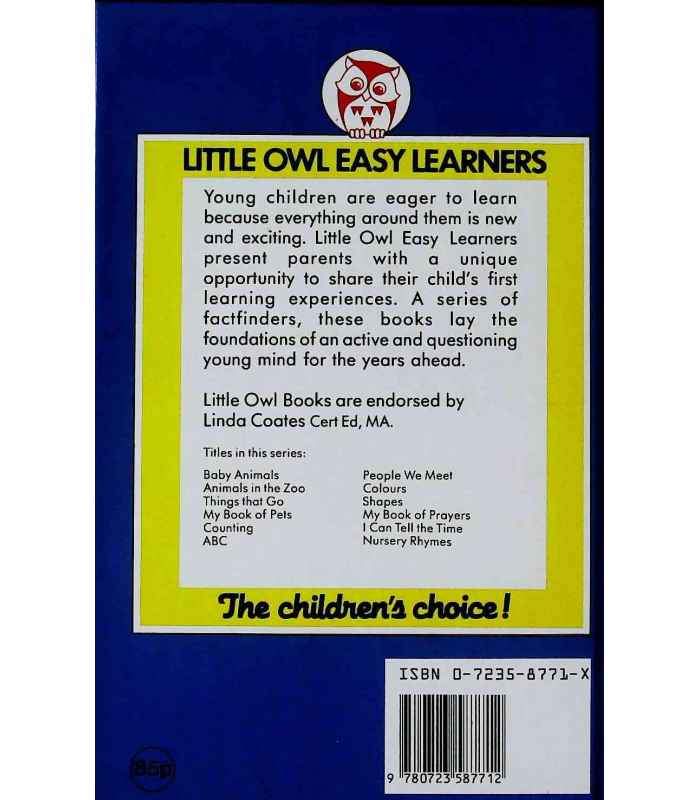 LITTLE OWL EASY LEARNERS
Young children are eager to learn
because everything around them is new
and exciting. Little Owl Easy Learners
present parents with a unique
opportunity to share their child's first
learning experiences. A series of
factfinders, these books lay the
foundations of an active and questioning
young mind for the years ahead.
Little Owl Books are endorsed by
Linda Coates Cert Ed, MA.
Titles in this series:
Baby Animals
Animals in the Zoo
Things that Go
My Book of Pets
Counting
ABC
People We Meet
Colours
Shapes
My Book of Prayers
I Can Tell the Time
Nursery Rhymes
The children's choice!
ISBN 0-7235-8771-X
9 780723 587712
85p